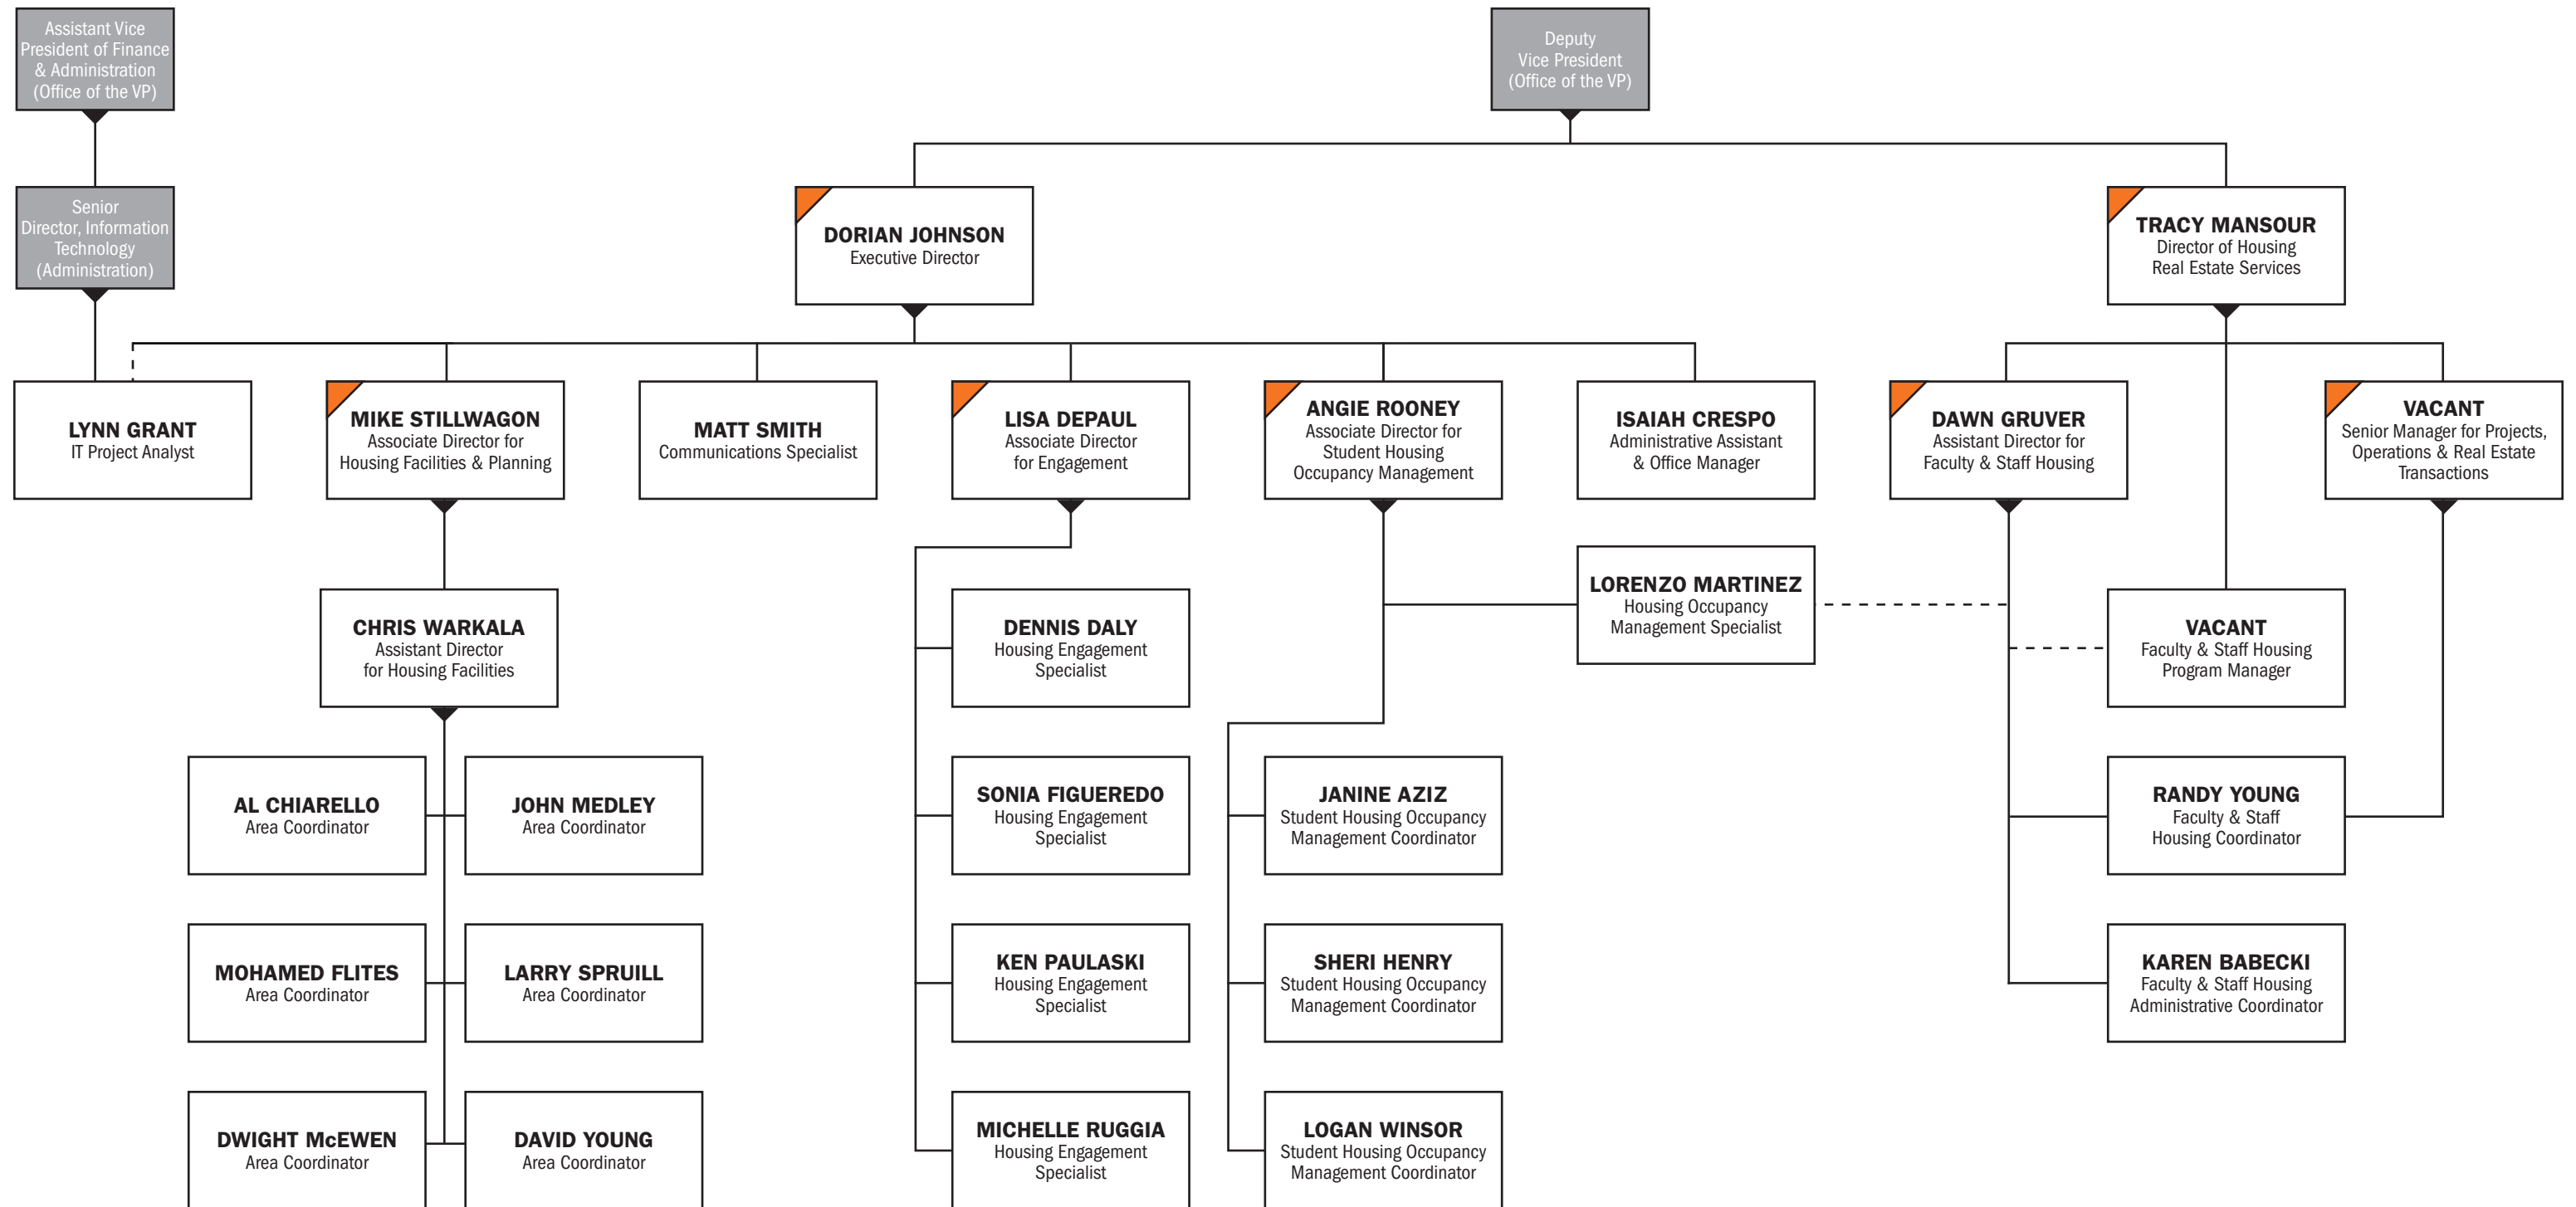 Assistant Vice
President of Finance
& Administration
(Office of the VP)
Deputy
Vice President
(Office of the VP)
Senior
Director, Information
Technology
(Administration)
DORIAN JOHNSON
Executive Director
TRACY MANSOUR
Director of Housing
Real Estate Services
LYNN GRANT
IT Project Analyst
MIKE STILLWAGON
Associate Director for
Housing Facilities & Planning
MATT SMITH
Communications Specialist
LISA DEPAUL
Associate Director
for Engagement
ANGIE ROONEY
Associate Director for
Student Housing
Occupancy Management
ISAIAH CRESPO
Administrative Assistant
& Office Manager
DAWN GRUVER
Assistant Director for
Faculty & Staff Housing
VACANT
Senior Manager for Projects,
Operations & Real Estate
Transactions
LORENZO MARTINEZ
Housing Occupancy
Management Specialist
CHRIS WARKALA
Assistant Director
for Housing Facilities
DENNIS DALY
Housing Engagement
Specialist
VACANT
Faculty & Staff Housing
Program Manager
AL CHIARELLO
Area Coordinator
JOHN MEDLEY
Area Coordinator
SONIA FIGUEREDO
Housing Engagement
Specialist
JANINE AZIZ
Student Housing Occupancy
Management Coordinator
RANDY YOUNG
Faculty & Staff
Housing Coordinator
MOHAMED FLITES
Area Coordinator
LARRY SPRUILL
Area Coordinator
KEN PAULASKI
Housing Engagement
Specialist
SHERI HENRY
Student Housing Occupancy
Management Coordinator
KAREN BABECKI
Faculty & Staff Housing
Administrative Coordinator
DWIGHT McEWEN
Area Coordinator
DAVID YOUNG
Area Coordinator
MICHELLE RUGGIA
Housing Engagement
Specialist
LOGAN WINSOR
Student Housing Occupancy
Management Coordinator